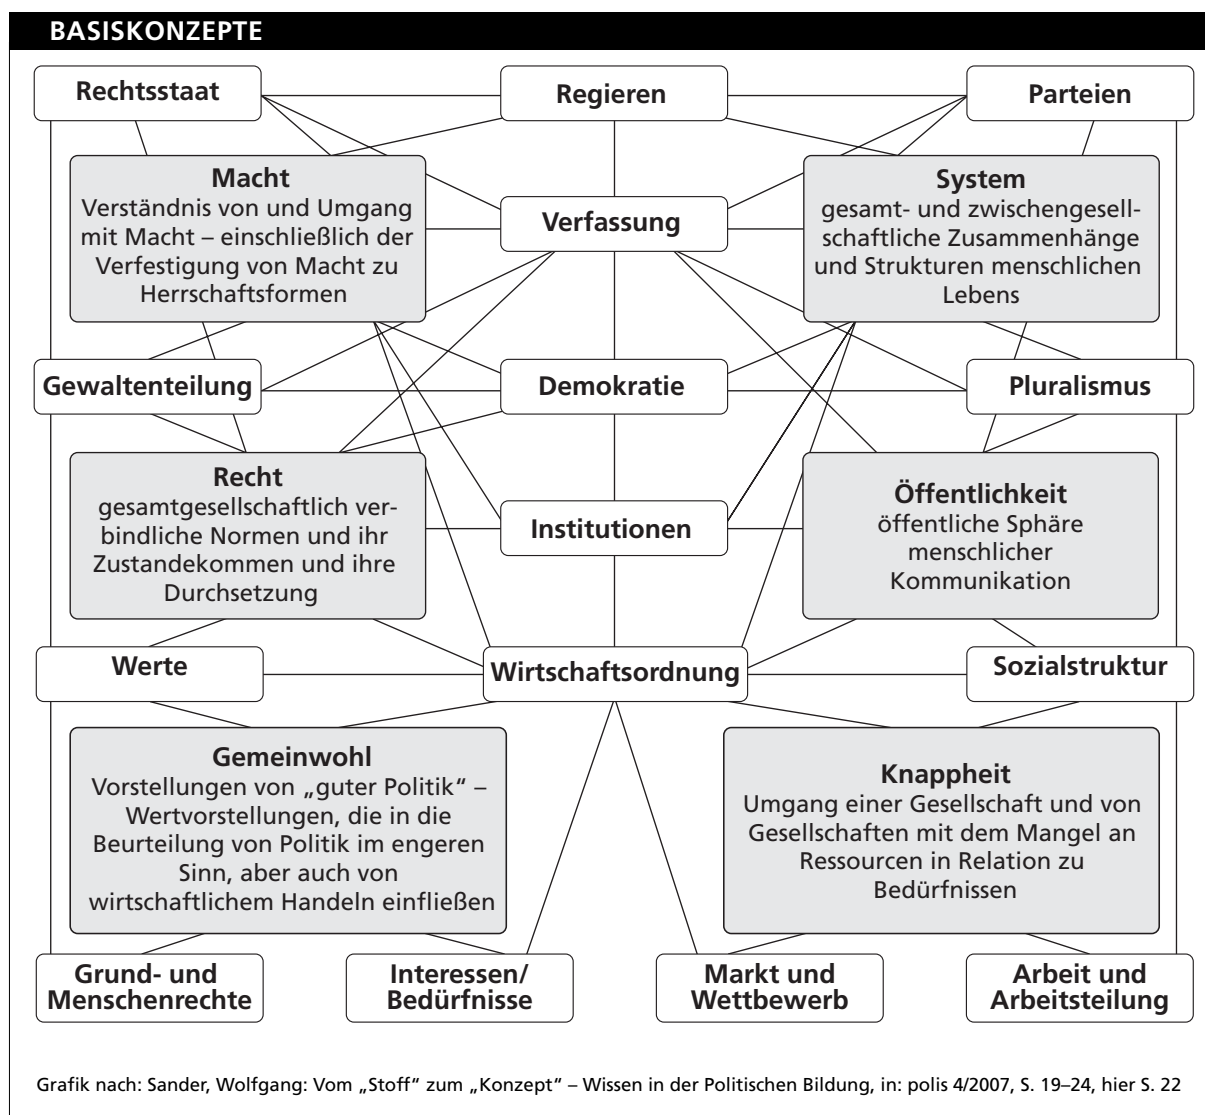 BASISKONZEPTE
Rechtsstaat
Regieren
Parteien
Macht
Verständnis von und Umgang
mit Macht – einschließlich der
Verfestigung von Macht zu
Herrschaftsformen
Verfassung
System
gesamt- und zwischengesell-
schaftliche Zusammenhänge
und Strukturen menschlichen
Lebens
Gewaltenteilung
Demokratie
Pluralismus
Recht
gesamtgesellschaftlich ver-
bindliche Normen und ihr
Zustandekommen und ihre
Durchsetzung
Institutionen
Öffentlichkeit
öffentliche Sphäre
menschlicher
Kommunikation
Werte
Wirtschaftsordnung
Sozialstruktur
Gemeinwohl
Vorstellungen von „guter Politik“ –
Wertvorstellungen, die in die
Beurteilung von Politik im engeren
Sinn, aber auch von
wirtschaftlichem Handeln einfließen
Knappheit
Umgang einer Gesellschaft und von
Gesellschaften mit dem Mangel an
Ressourcen in Relation zu
Bedürfnissen
Grund- und
Menschenrechte
Interessen/
Bedürfnisse
Markt und
Wettbewerb
Arbeit und
Arbeitsteilung
Grafik nach: Sander, Wolfgang: Vom „Stoff“ zum „Konzept“ – Wissen in der Politischen Bildung, in: polis 4/2007, S. 19–24, hier S. 22